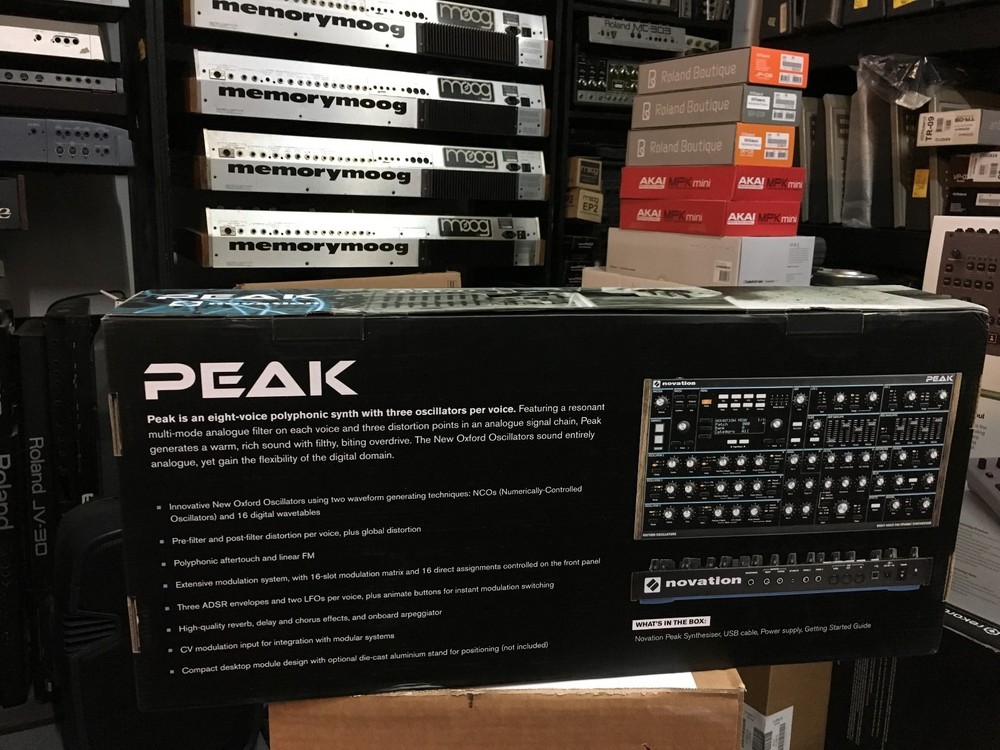 memorymoog
moog
memorymoog
moog
memorymoog
moog
memorymoog
moog
Roland MC-303
Roland Boutique
JP-08
Roland Boutique
Roland Boutique
AKAI MPK mini
AKAI MPK mini
AKAI MPK mini
AKAI MPK mini
TR-09
TR-09
EP2
PEAK
Roland
Roland JV-30
PEAK
Peak is an eight-voice polyphonic synth with three oscillators per voice. Featuring a resonant
multi-mode analogue filter on each voice and three distortion points in an analogue signal chain, Peak
generates a warm, rich sound with filthy, biting overdrive. The New Oxford Oscillators sound entirely
analogue, yet gain the flexibility of the digital domain.
Innovative New Oxford Oscillators using two waveform generating techniques: NCOs (Numerically-Controlled
Oscillators) and 16 digital wavetables
Pre-filter and post-filter distortion per voice, plus global distortion
Polyphonic aftertouch and linear FM
Extensive modulation system, with 16-slot modulation matrix and 16 direct assignments controlled on the front panel
Three ADSR envelopes and two LFOs per voice, plus animate buttons for instant modulation switching
High-quality reverb, delay and chorus effects, and onboard arpeggiator
CV modulation input for integration with modular systems
Compact desktop module design with optional die-cast aluminium stand for positioning (not included)
novation
PEAK
novation
WHAT'S IN THE BOX:
Novation Peak Synthesiser, USB cable, Power supply, Getting Started Guide